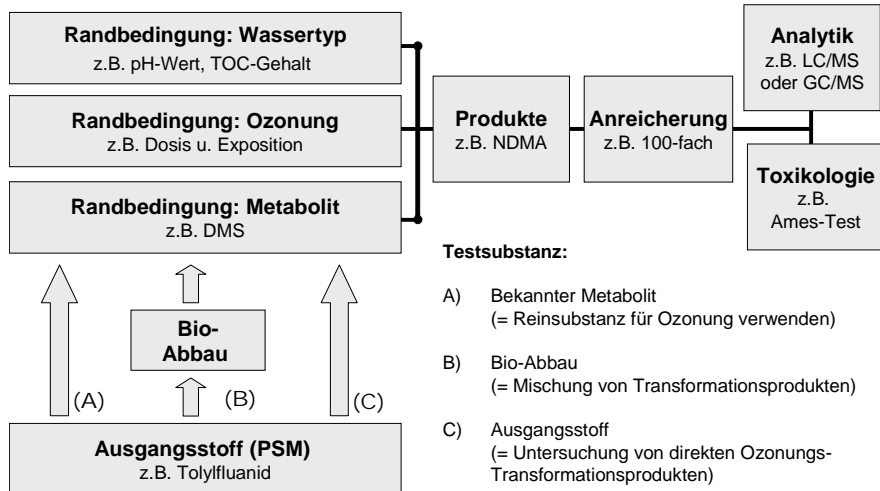 Randbedingung: Wassertyp
z.B. pH-Wert, TOC-Gehalt
Randbedingung: Ozonung
z.B. Dosis u. Exposition
Randbedingung: Metabolit
z.B. DMS
Produkte
z.B. NDMA
Anreicherung
z.B. 100-fach
Analytik
z.B. LC/MS
oder GC/MS
Toxikologie
z.B.
Ames-Test
Bio-
Abbau
(A)
(B)
(C)
Ausgangsstoff (PSM)
z.B. Tolylfluanid
Testsubstanz:
A) Bekannter Metabolit
(= Reinsubstanz für Ozonung verwenden)
B) Bio-Abbau
(= Mischung von Transformationsprodukten)
C) Ausgangsstoff
(= Untersuchung von direkten Ozonungs-
Transformationsprodukten)